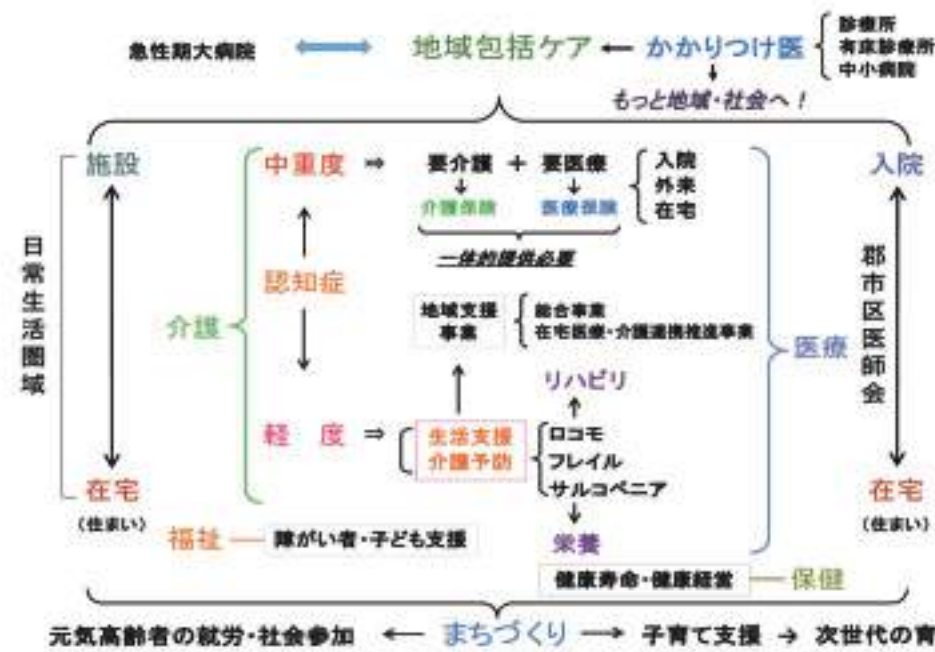 急性期大病院 ⇔ 地域包括ケア ← かかりつけ医
診療所
有床診療所
中小病院
もっと地域・社会へ!
施設
中重度 ⇒ 要介護 + 要医療
入院
外来
在宅
入院
介護保険
医療保険
一体的提供必要
日常生活圏域
認知症
介護
地域支援
事業
総合事業
在宅医療・介護連携推進事業
医療
郡市区医師会
リハビリ
軽 度 ⇒ 生活支援
介護予防
ロコモ
フレイル
サルコペニア
在宅
(住まい)
在宅
(住まい)
福祉
障がい者・子ども支援
栄養
健康寿命・健康経営
保健
元気高齢者の就労・社会参加 ← まちづくり → 子育て支援 → 次世代の育